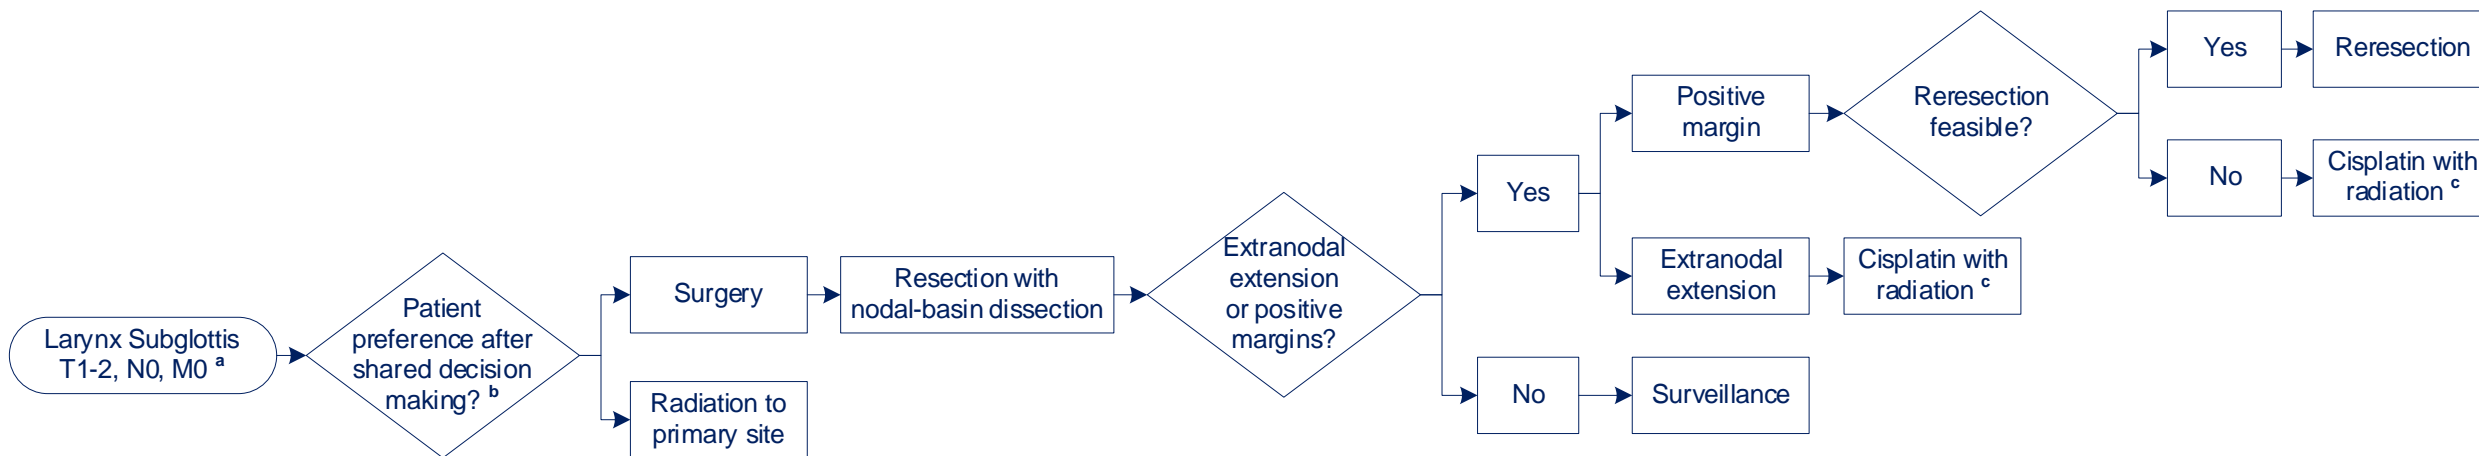 Larynx Subglottis
T1-2, N0, M0 a
Patient
preference after
shared decision
making? b
Surgery
Radiation to
primary site
Resection with
nodal-basin dissection
Extranodal
extension
or positive
margins?
Yes
No
Positive
margin
Extranodal
extension
Surveillance
Reresection
feasible?
Cisplatin with
radiation c
Yes
No
Reresection
Cisplatin with
radiation c